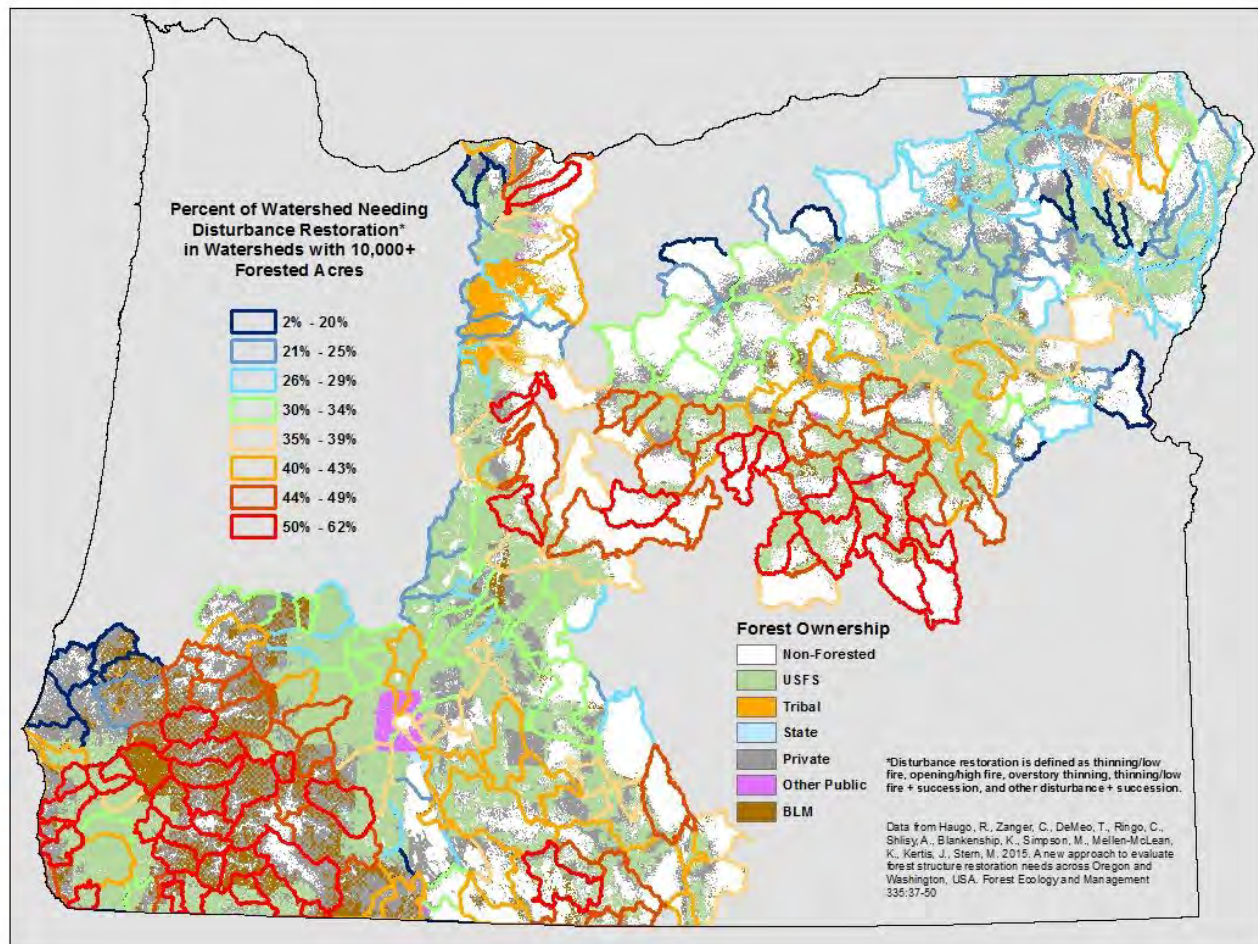 Percent of Watershed Needing
Disturbance Restoration*
in Watersheds with 10,000+
Forested Acres
2% - 20%
21% - 25%
26% - 29%
30% - 34%
35% - 39%
40% - 43%
44% - 49%
50% - 62%
Forest Ownership
Non-Forested
USFS
Tribal
State
Private
Other Public
BLM
*Disturbance restoration is defined as thinning/low
fire, opening/high fire, overstory thinning, thinning/low
fire + succession, and other disturbance + succession.
Data from Haugo, R., Zanger, C., DeMeo, T., Ringo, C.,
Shlisy, A., Blankenship, K., Simpson, M., Mellen-McLean,
K., Kertis, J., Stern, M. 2015. A new approach to evaluate
forest structure restoration needs across Oregon and
Washington, USA. Forest Ecology and Management
335:37-50